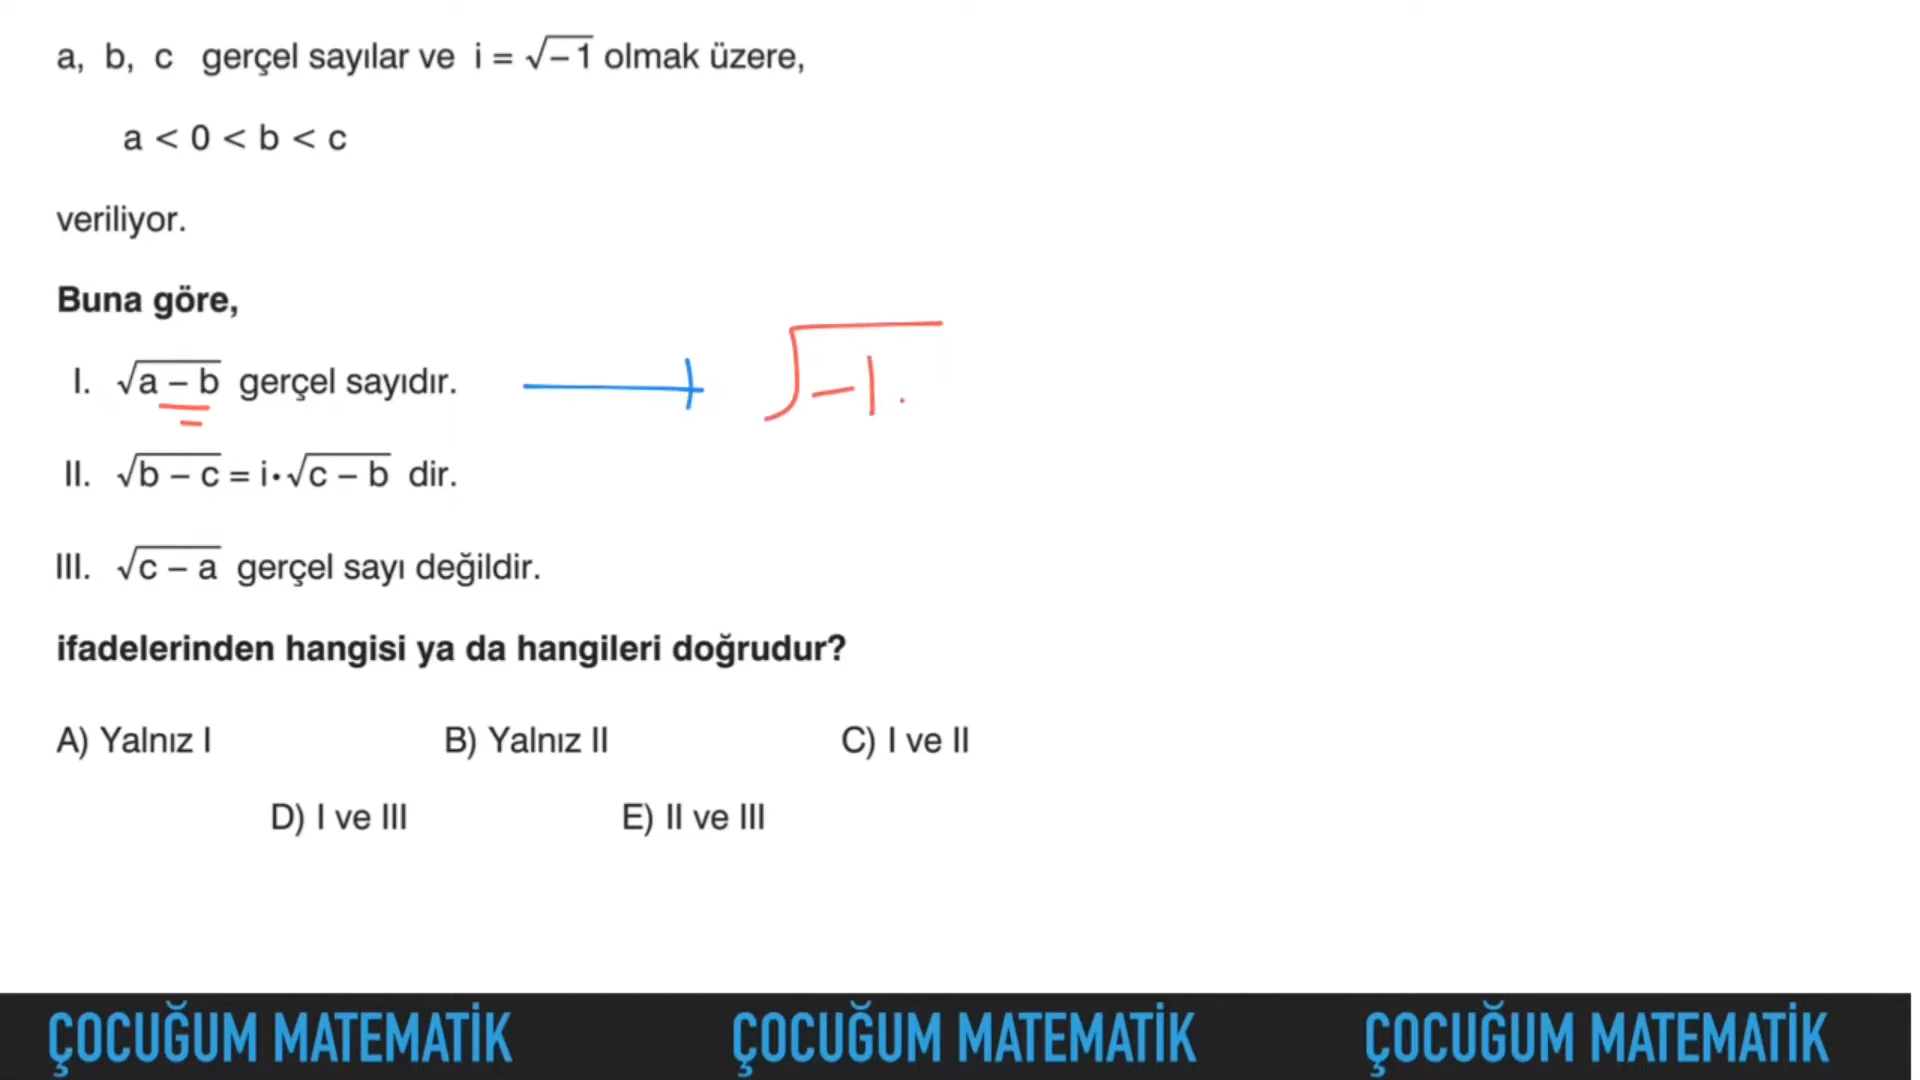 a, b, c gerçel sayılar ve i = √−1 olmak üzere,
a < 0 < b < c
veriliyor.
Buna göre,
I. √a − b gerçel sayıdır. √−1.
II. √b − c = i·√c − b dir.
III. √c − a gerçel sayı değildir.
ifadelerinden hangisi ya da hangileri doğrudur?
A) Yalnız I B) Yalnız II C) I ve II
D) I ve III E) II ve III
ÇOCUĞUM MATEMATİK ÇOCUĞUM MATEMATİK ÇOCUĞUM MATEMATİK